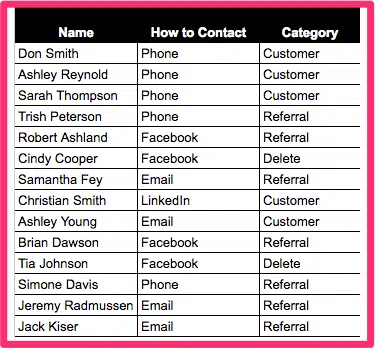 Name How to Contact Category
Don Smith Phone Customer
Ashley Reynold Phone Customer
Sarah Thompson Phone Customer
Trish Peterson Phone Referral
Robert Ashland Facebook Referral
Cindy Cooper Facebook Delete
Samantha Fey Email Referral
Christian Smith LinkedIn Customer
Ashley Young Email Customer
Brian Dawson Facebook Referral
Tia Johnson Facebook Delete
Simone Davis Phone Referral
Jeremy Radmussen Email Referral
Jack Kiser Email Referral